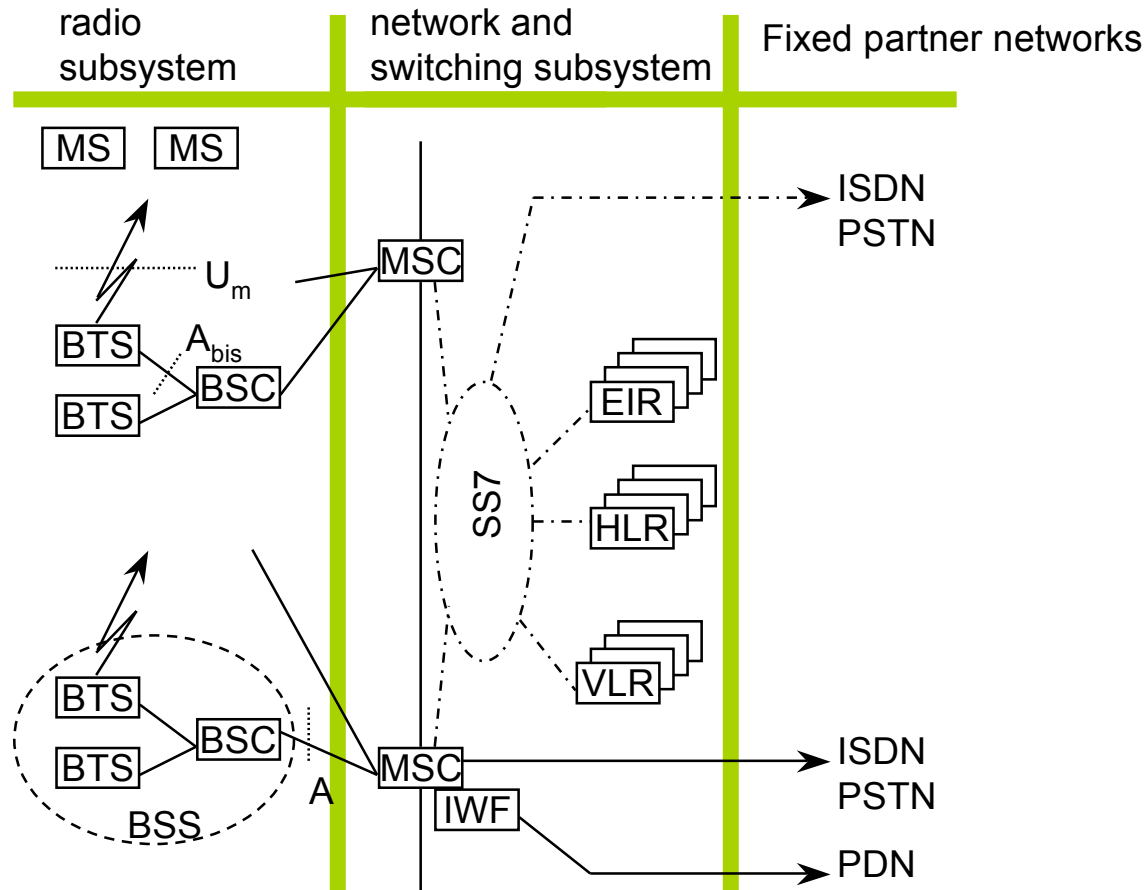 radio
subsystem
network and
switching subsystem
Fixed partner networks
MS
MS
ISDN
PSTN
MSC
Um
BTS
Abis
BSC
BTS
EIR
SS7
HLR
VLR
BTS
BSC
BTS
BSS
A
MSC
IWF
ISDN
PSTN
PDN